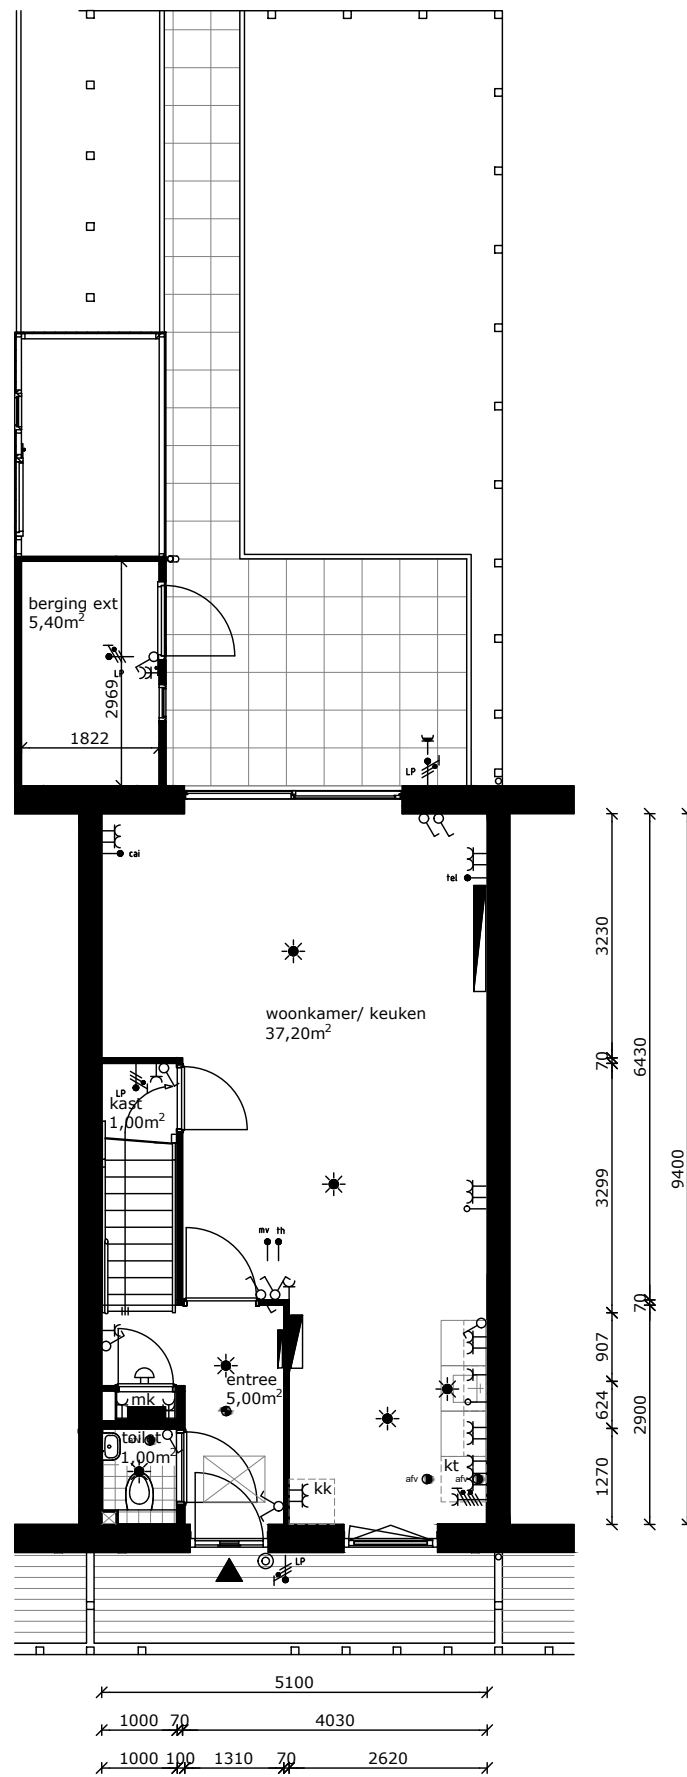 berging ext
5,40m²
LP
2969
1822
LP
cai
tel
3230
woonkamer/ keuken
37,20m²
70
6430
LP
kast
1,00m²
9400
3299
mv th
70
907
entree
5,00m²
mk
624
2900
toilet
1,00m²
kt
afv afv
kk
1270
LP
5100
1000 70 4030
1000 100 1310 70 2620